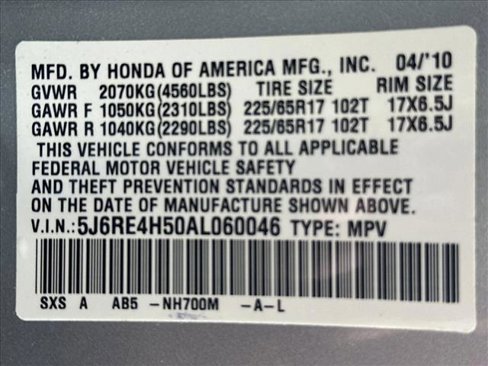 MFD. BY HONDA OF AMERICA MFG., INC. 04/'10
GVWR 2070KG(4560LBS) TIRE SIZE RIM SIZE
GAWR F 1050KG(2310LBS) 225/65R17 102T 17X6.5J
GAWR R 1040KG(2290LBS) 225/65R17 102T 17X6.5J
THIS VEHICLE CONFORMS TO ALL APPLICABLE
FEDERAL MOTOR VEHICLE SAFETY
AND THEFT PREVENTION STANDARDS IN EFFECT
ON THE DATE OF MANUFACTURE SHOWN ABOVE.
V.I.N.:5J6RE4H50AL060046 TYPE: MPV
SXS A AB5 -NH700M -A-L